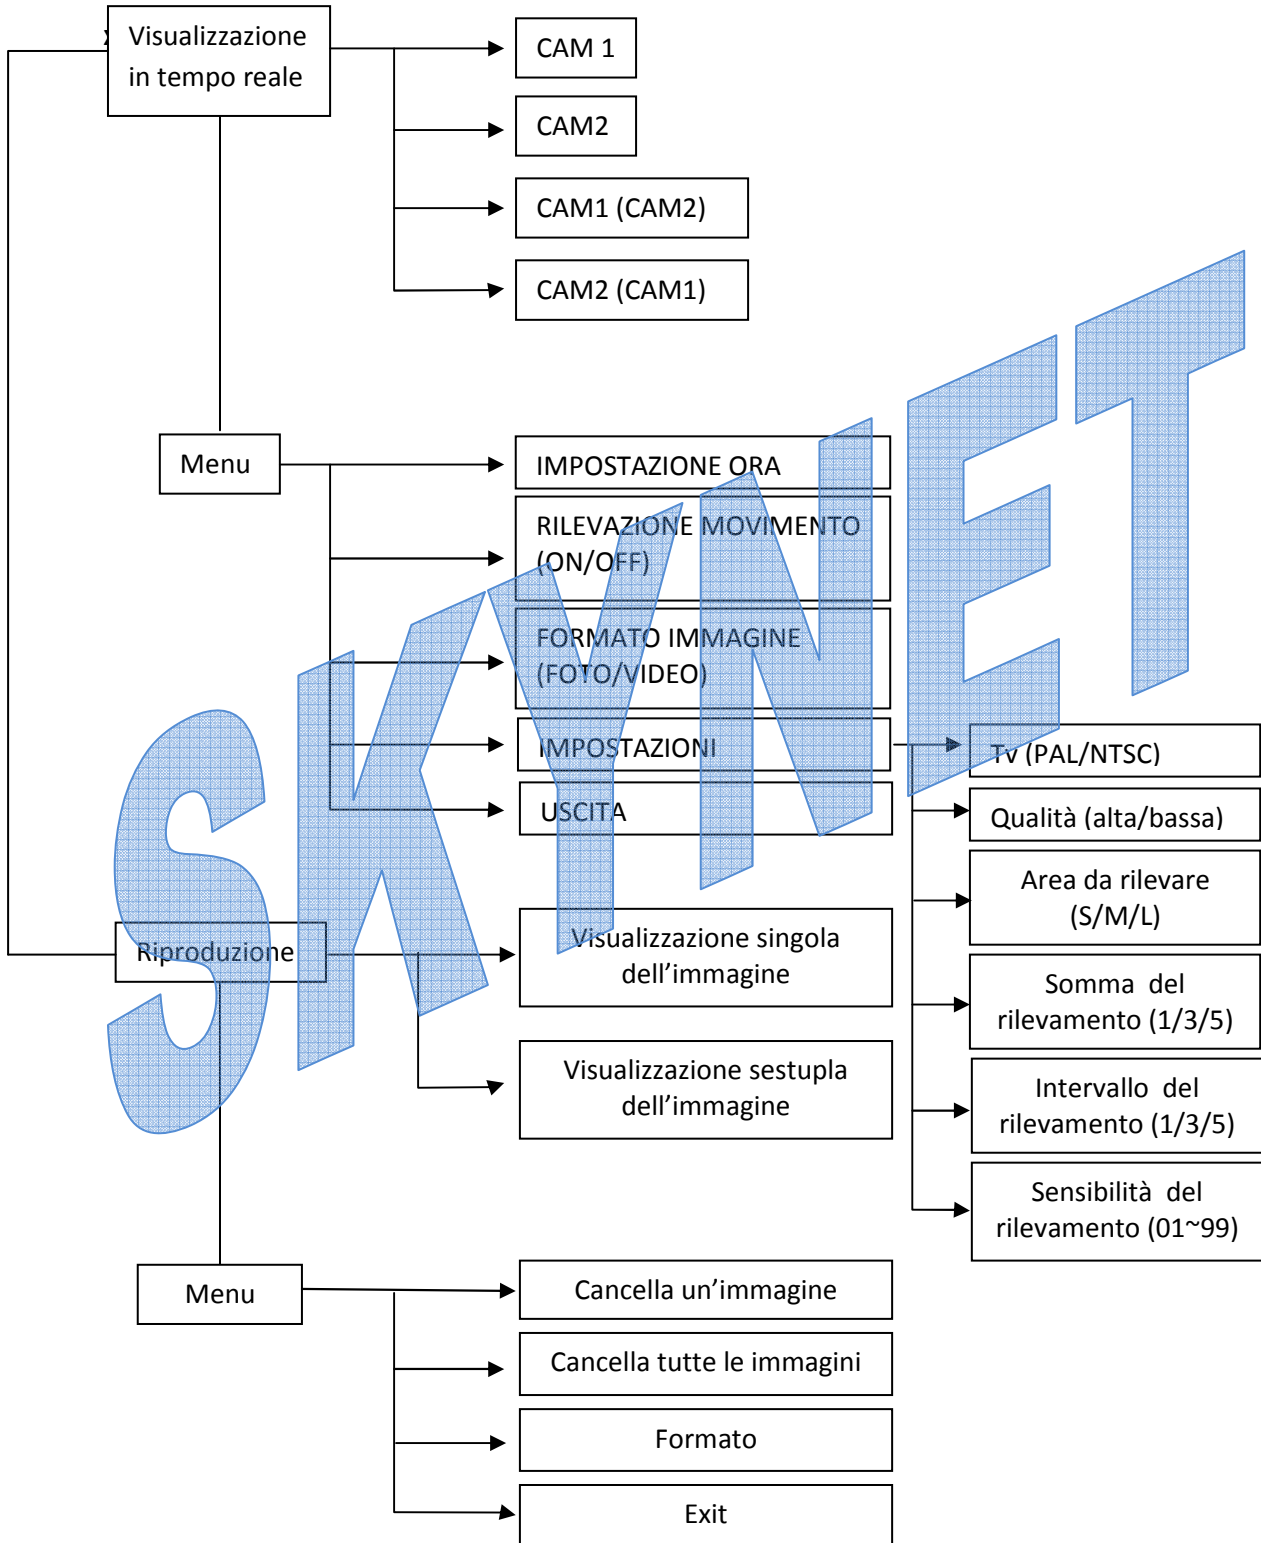 Visualizzazione
in tempo reale
CAM 1
CAM2
CAM1 (CAM2)
CAM2 (CAM1)
Menu
IMPOSTAZIONE ORA
RILEVAZIONE MOVIMENTO
(ON/OFF)
FORMATO IMMAGINE
(FOTO/VIDEO)
IMPOSTAZIONI
USCITA
TV (PAL/NTSC)
Qualità (alta/bassa)
Area da rilevare
(S/M/L)
Somma del
rilevamento (1/3/5)
Intervallo del
rilevamento (1/3/5)
Sensibilità del
rilevamento (01~99)
Riproduzione
Visualizzazione singola
dell’immagine
Visualizzazione sestupla
dell’immagine
Menu
Cancella un’immagine
Cancella tutte le immagini
Formato
Exit
SKYNET